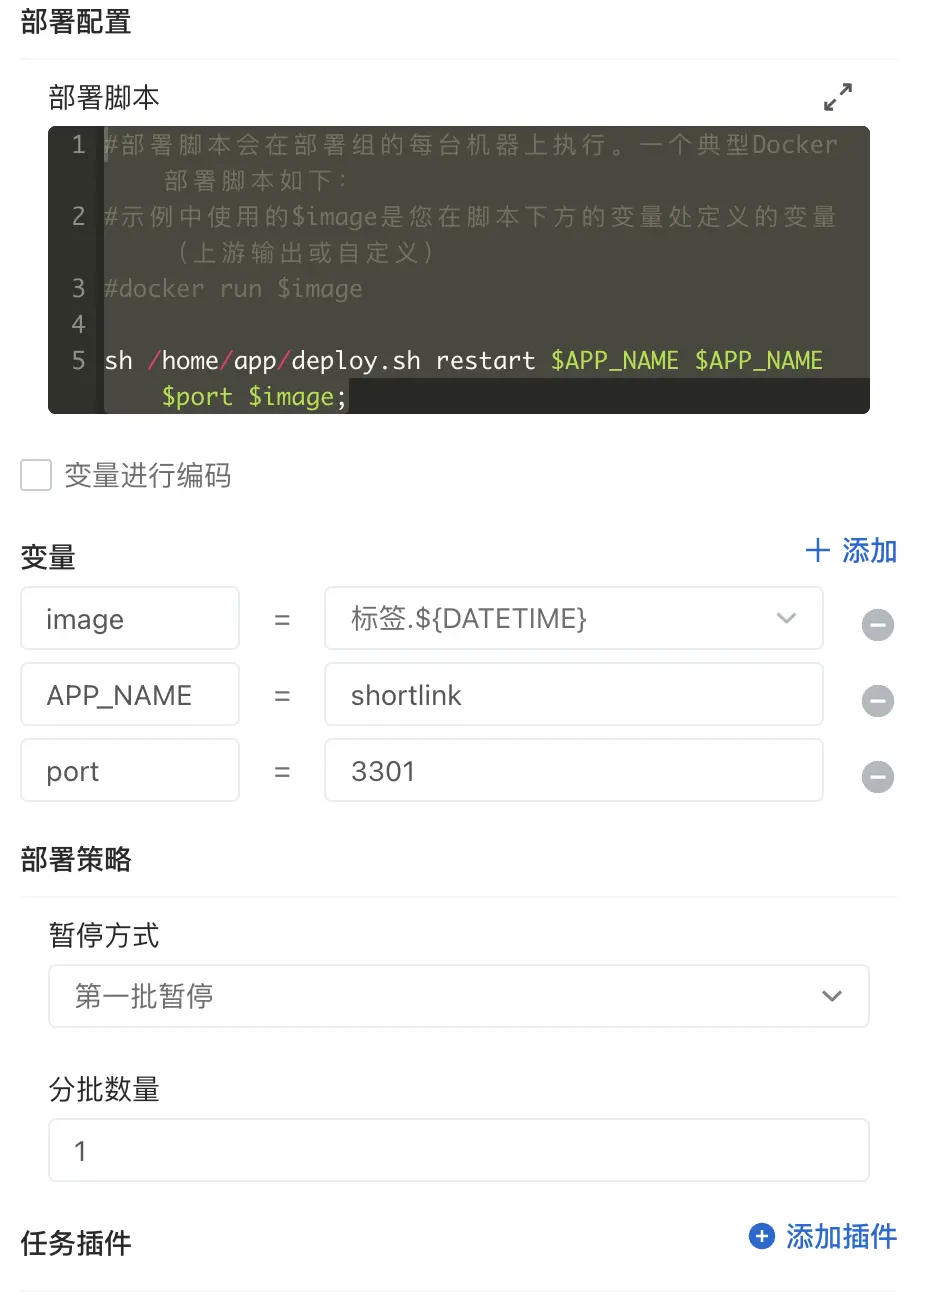 部署配置
部署脚本
1 #部署脚本会在部署组的每台机器上执行。一个典型Docker
部署脚本如下：
2 #示例中使用的$image是您在脚本下方的变量处定义的变量
（上游输出或自定义）
3 #docker run $image
4
5 sh /home/app/deploy.sh restart $APP_NAME $APP_NAME
$port $image;
变量进行编码
变量
添加
image = 标签.${DATETIME}
APP_NAME = shortlink
port = 3301
部署策略
暂停方式
第一批暂停
分批数量
1
任务插件
添加插件